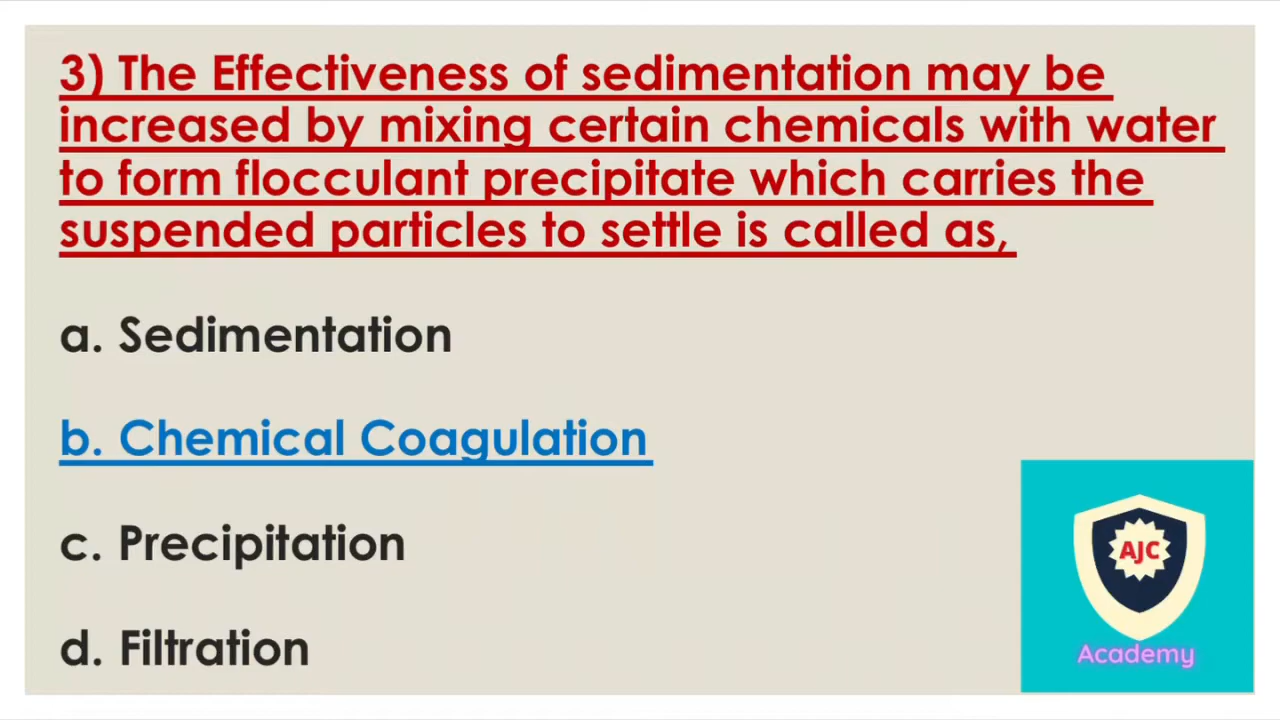 3) The Effectiveness of sedimentation may be
increased by mixing certain chemicals with water
to form flocculant precipitate which carries the
suspended particles to settle is called as,
a. Sedimentation
b. Chemical Coagulation
c. Precipitation
d. Filtration
AJC
Academy